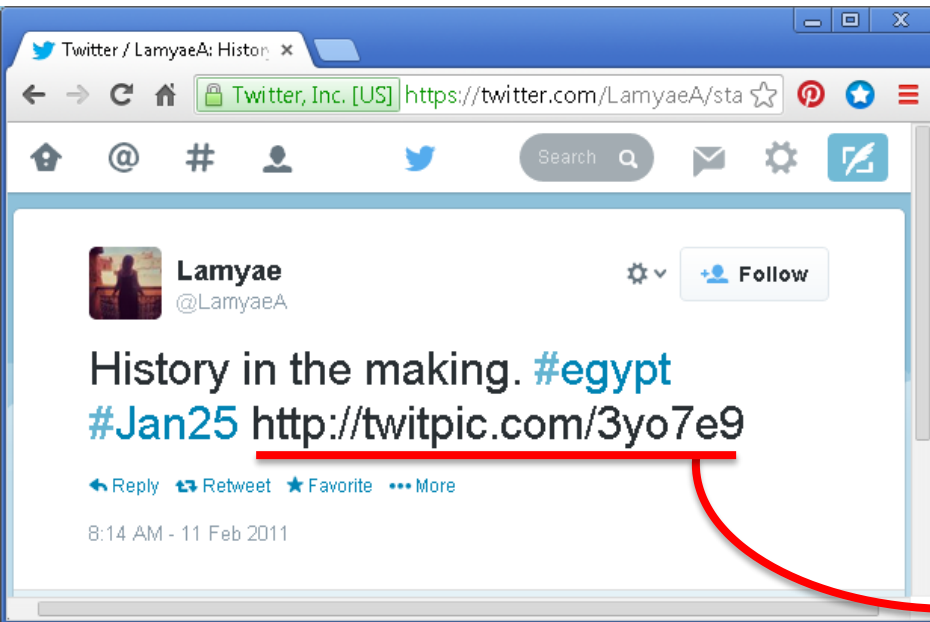 Twitter / LamyaeA: Histor
Twitter, Inc. [US] https://twitter.com/LamyaeA/sta
@ # Search
Lamyae
@LamyaeA
Follow
History in the making. #egypt
#Jan25 http://twitpic.com/3yo7e9
Reply Retweet Favorite More
8:14 AM - 11 Feb 2011